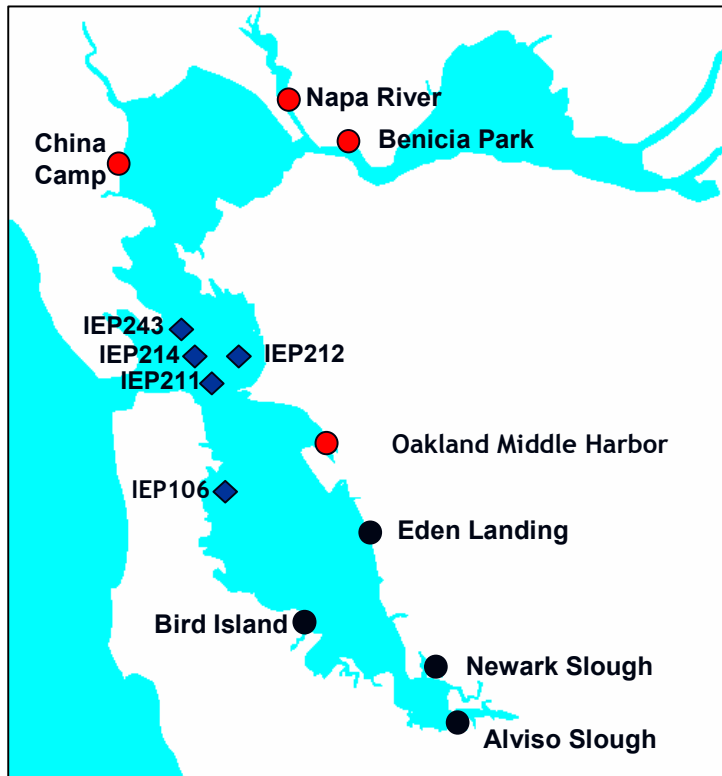 Napa River
Benicia Park
China
Camp
IEP243
IEP214
IEP212
IEP211
Oakland Middle Harbor
IEP106
Eden Landing
Bird Island
Newark Slough
Alviso Slough